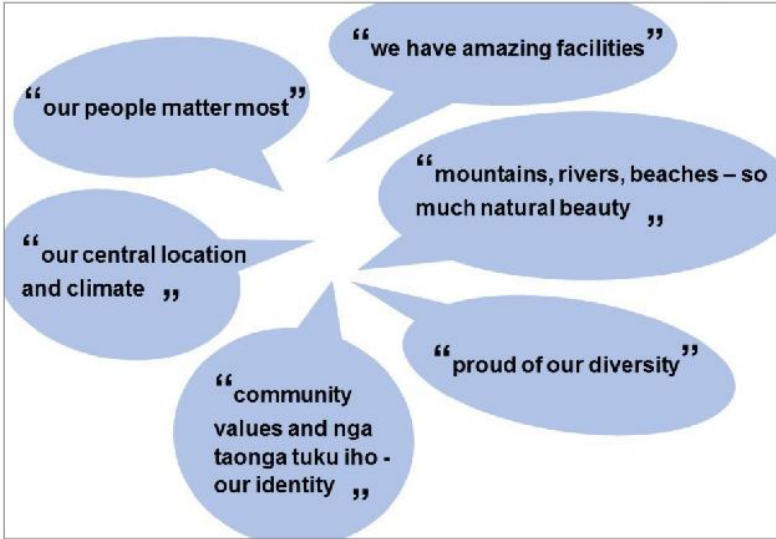 “we have amazing facilities”
“our people matter most”
“mountains, rivers, beaches – so
much natural beauty „
“our central location
and climate „
“proud of our diversity”
“community
values and nga
taonga tuku iho -
our identity „